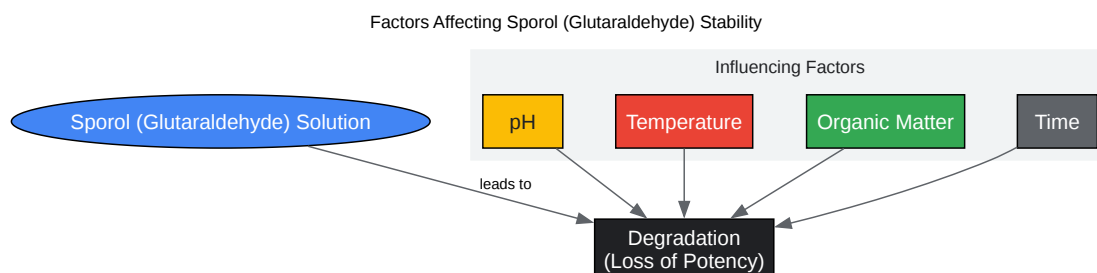 Factors Affecting Sporol (Glutaraldehyde) Stability
Influencing Factors
Sporol (Glutaraldehyde) Solution
pH
Temperature
Organic Matter
Time
leads to
Degradation
(Loss of Potency)